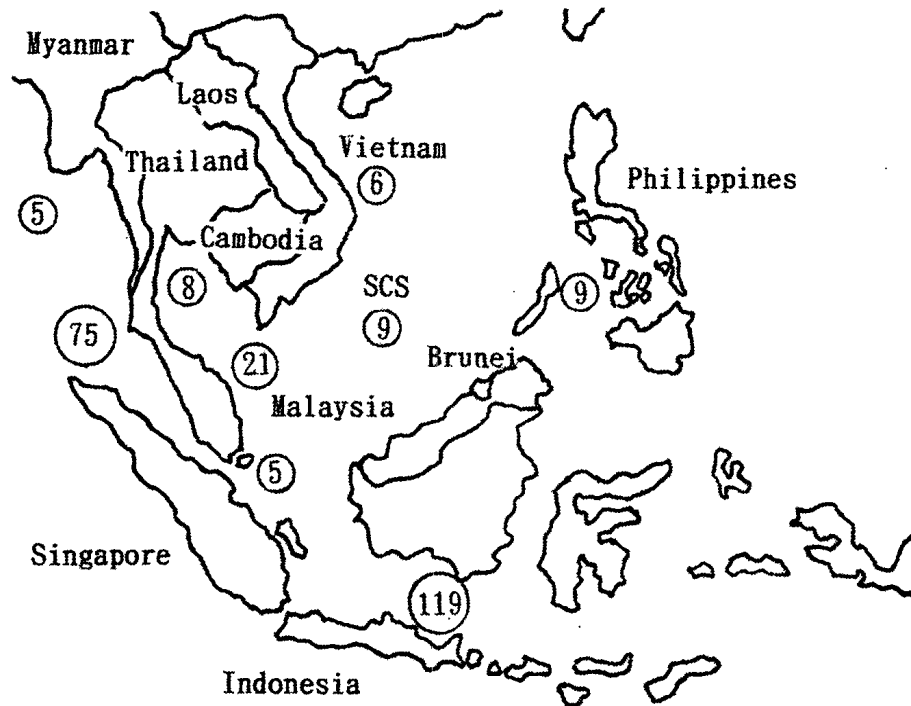 Myanmar
Laos
Vietnam
Thailand
6
Philippines
5
Cambodia
8
SCS
9
9
75
21
Brunei
Malaysia
5
Singapore
119
Indonesia